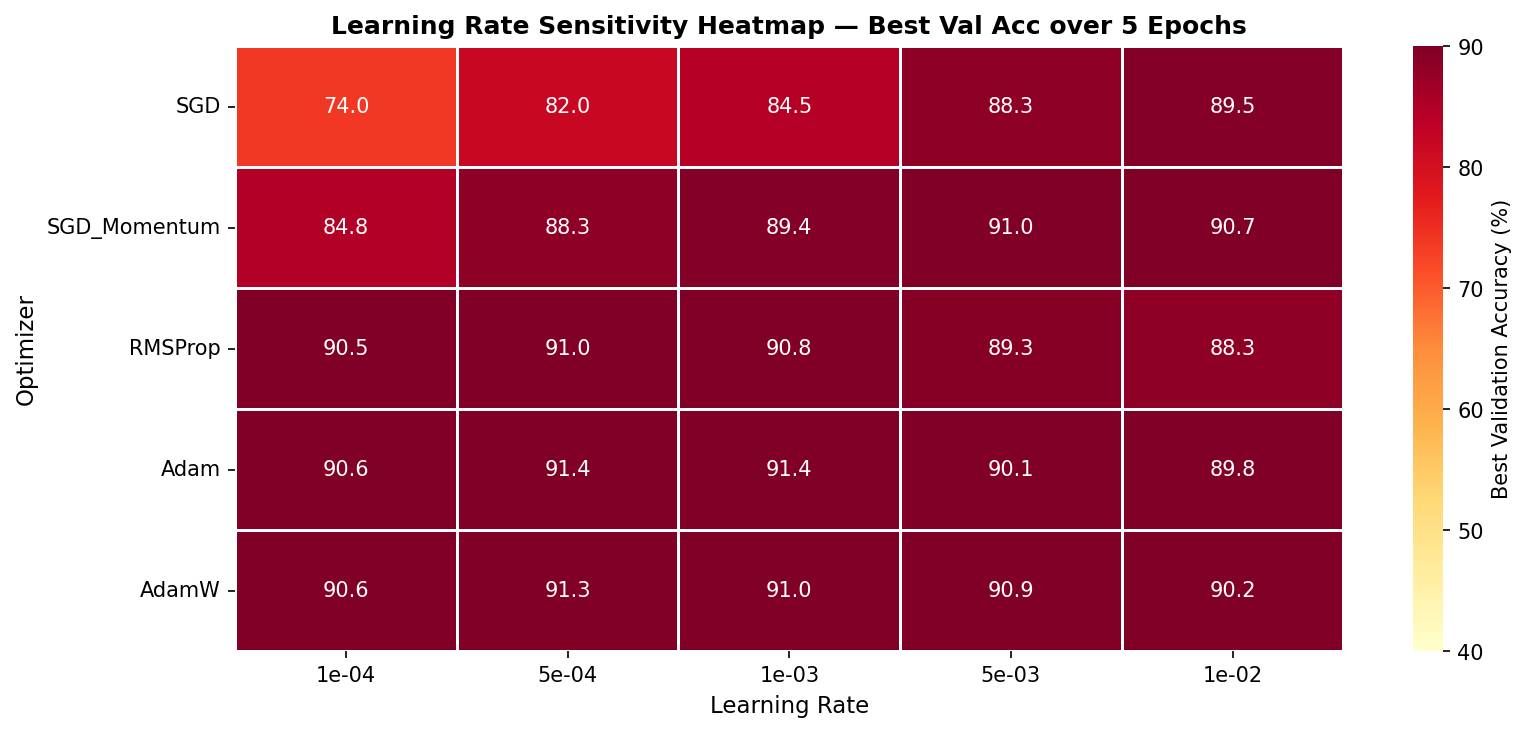 Learning Rate Sensitivity Heatmap — Best Val Acc over 5 Epochs
SGD 74.0 82.0 84.5 88.3 89.5
SGD_Momentum 84.8 88.3 89.4 91.0 90.7
RMSProp 90.5 91.0 90.8 89.3 88.3
Adam 90.6 91.4 91.4 90.1 89.8
AdamW 90.6 91.3 91.0 90.9 90.2
1e-04 5e-04 1e-03 5e-03 1e-02
Learning Rate
Optimizer
90
80
70
60
50
40
Best Validation Accuracy (%)